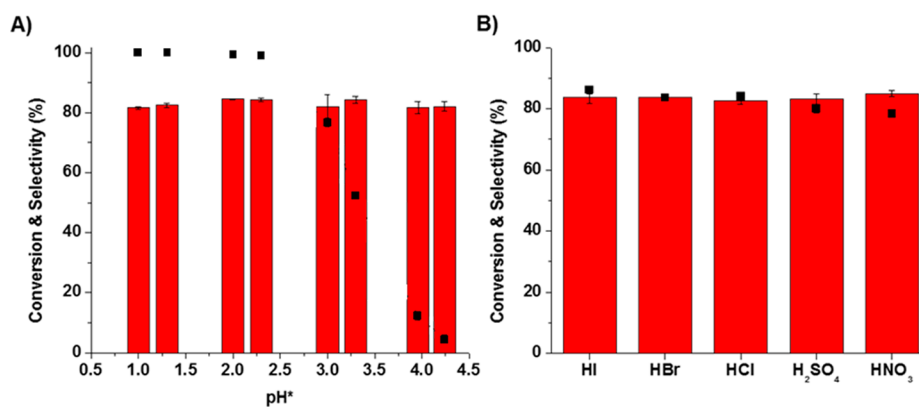 A)
Conversion & Selectivity (%)
100
80
60
40
20
0
0.5 1.0 1.5 2.0 2.5 3.0 3.5 4.0 4.5
pH*
B)
Conversion & Selectivity (%)
100
80
60
40
20
0
HI HBr HCl H₂SO₄ HNO₃